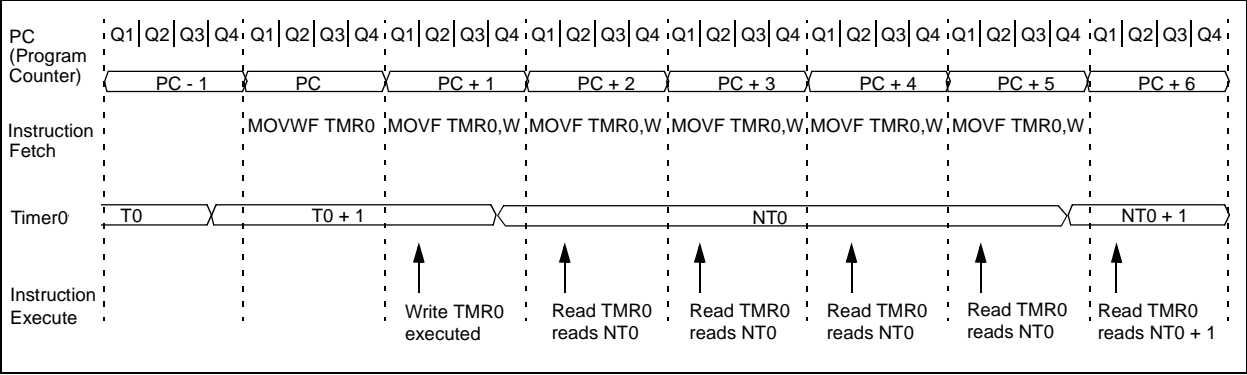 PC
(Program
Counter)
Q1 Q2 Q3 Q4 Q1 Q2 Q3 Q4 Q1 Q2 Q3 Q4 Q1 Q2 Q3 Q4 Q1 Q2 Q3 Q4 Q1 Q2 Q3 Q4 Q1 Q2 Q3 Q4 Q1 Q2 Q3 Q4
PC - 1 PC PC + 1 PC + 2 PC + 3 PC + 4 PC + 5 PC + 6
Instruction
Fetch
MOVWF TMR0 MOVF TMR0,W MOVF TMR0,W MOVF TMR0,W MOVF TMR0,W MOVF TMR0,W
Timer0 T0 T0 + 1 NT0 NT0 + 1
Instruction
Execute
Write TMR0
executed
Read TMR0
reads NT0
Read TMR0
reads NT0
Read TMR0
reads NT0
Read TMR0
reads NT0
Read TMR0
reads NT0 + 1